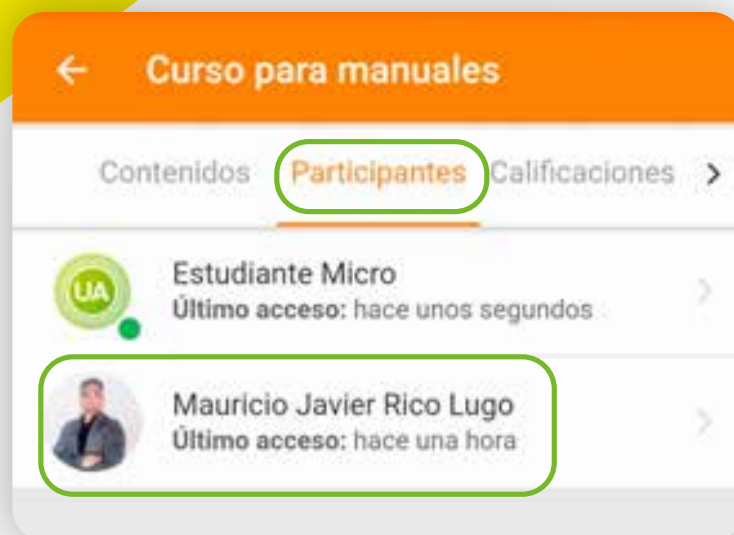 Curso para manuales
Contenidos Participantes Calificaciones
UA
Estudiante Micro
Último acceso: hace unos segundos
Mauricio Javier Rico Lugo
Último acceso: hace una hora